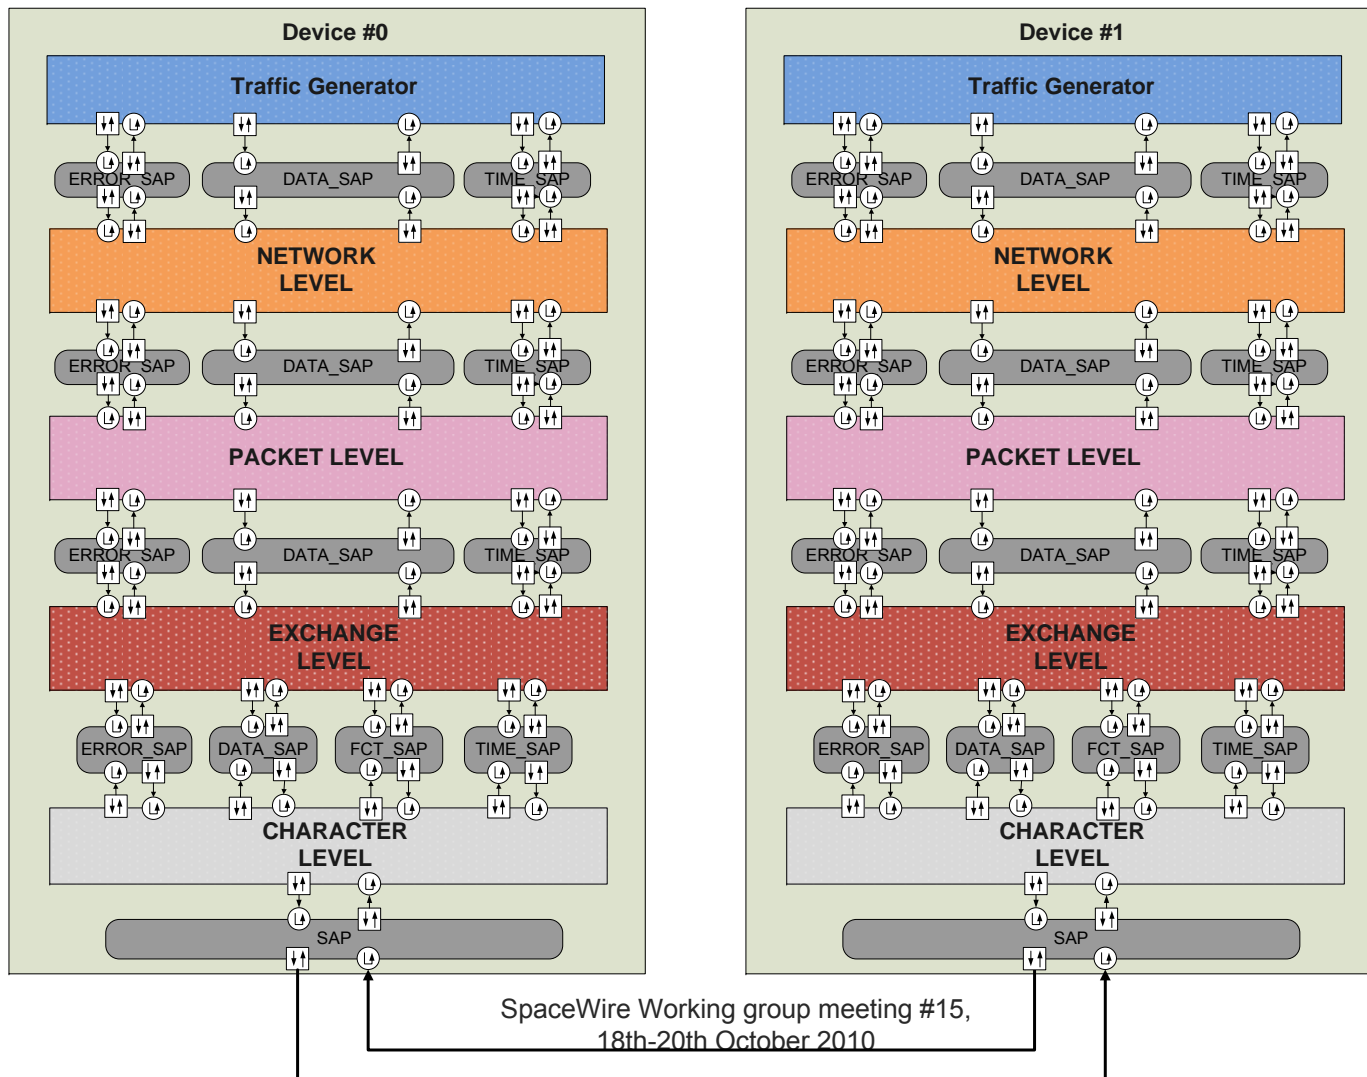 Device #0
Device #1
Traffic Generator
Traffic Generator
ERROR_SAP
DATA_SAP
TIME_SAP
ERROR_SAP
DATA_SAP
TIME_SAP
NETWORK
LEVEL
NETWORK
LEVEL
ERROR_SAP
DATA_SAP
TIME_SAP
ERROR_SAP
DATA_SAP
TIME_SAP
PACKET LEVEL
PACKET LEVEL
ERROR_SAP
DATA_SAP
TIME_SAP
ERROR_SAP
DATA_SAP
TIME_SAP
EXCHANGE
LEVEL
EXCHANGE
LEVEL
ERROR_SAP
DATA_SAP
FCT_SAP
TIME_SAP
ERROR_SAP
DATA_SAP
FCT_SAP
TIME_SAP
CHARACTER
LEVEL
CHARACTER
LEVEL
SAP
SAP
SpaceWire Working group meeting #15,
18th-20th October 2010